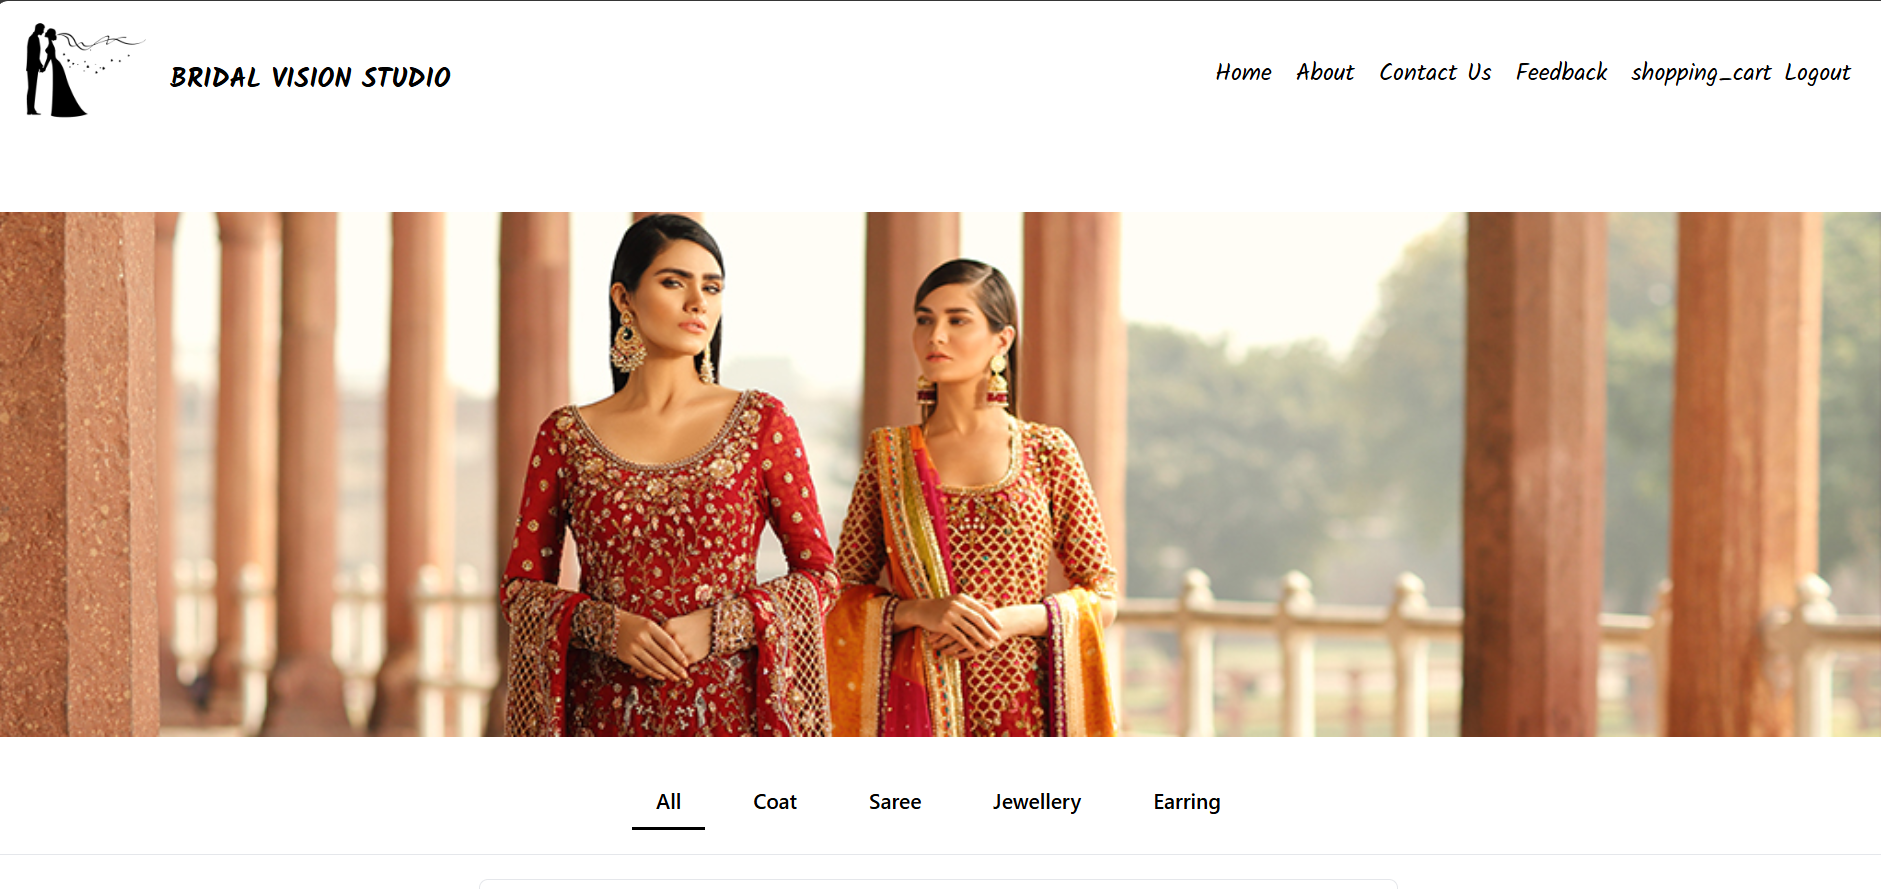 BRIDAL VISION STUDIO
Home About Contact Us Feedback shopping_cart Logout
All Coat Saree Jewellery Earring